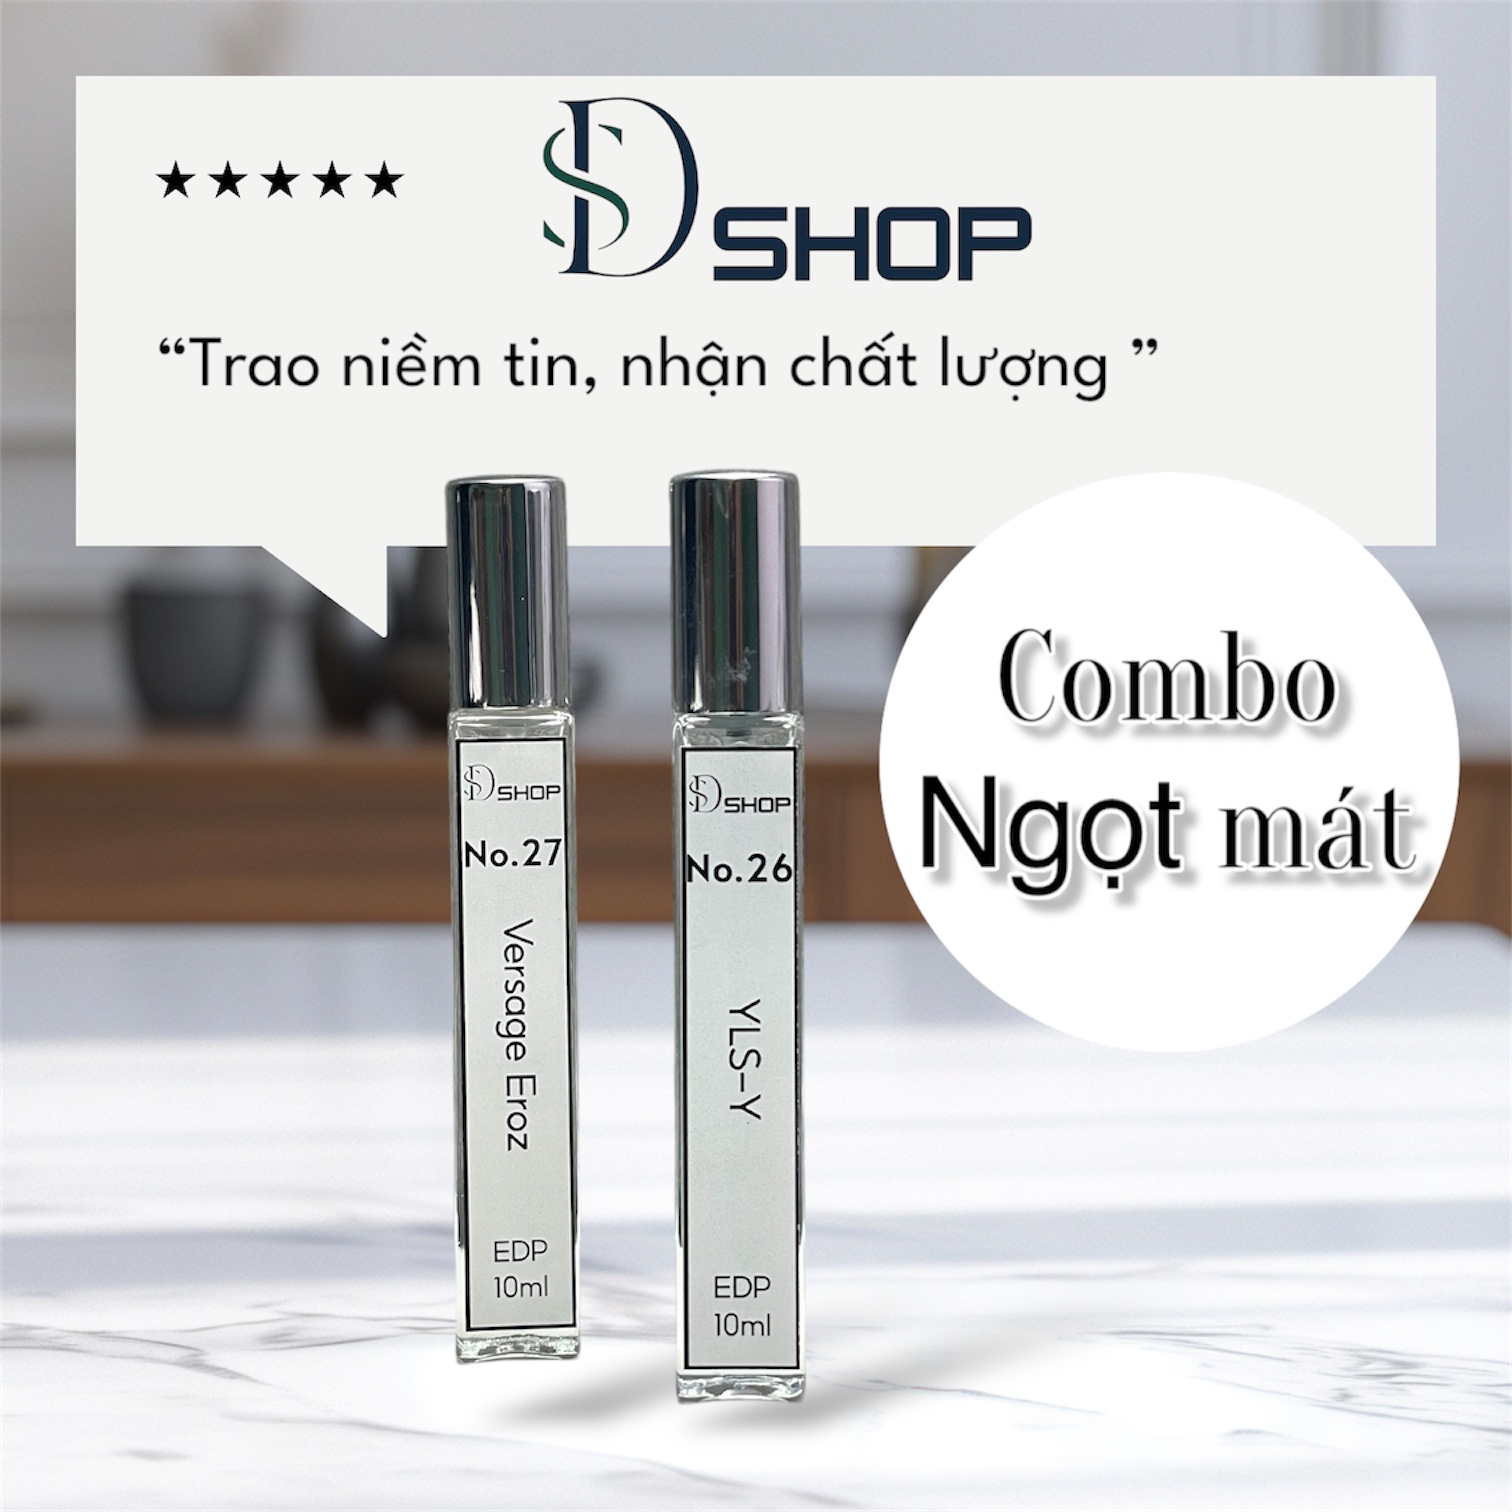 SD SHOP
“Trao niềm tin, nhận chất lượng ”
Combo
Ngọt mát
SD SHOP
No.27
Versage Eroz
EDP
10ml
SD SHOP
No.26
YLS-Y
EDP
10ml